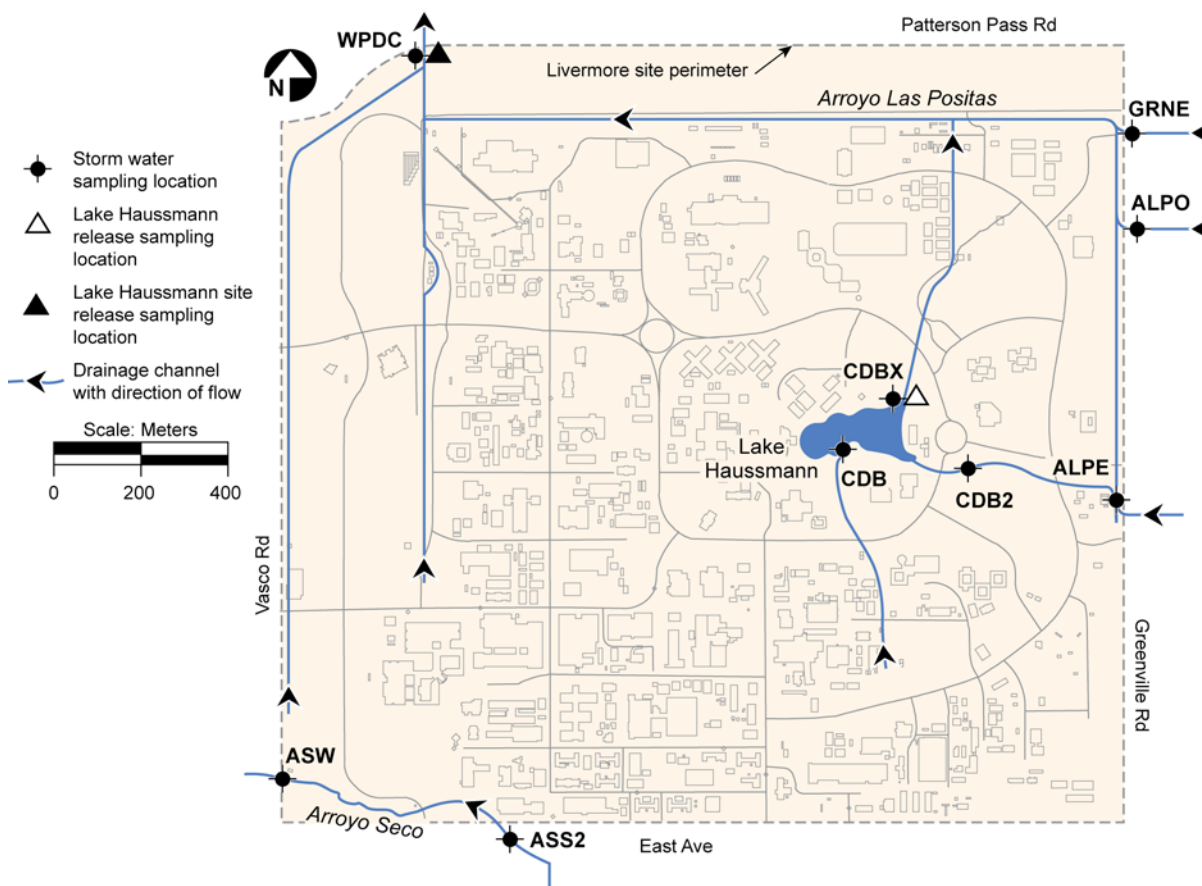 Patterson Pass Rd
WPDC
Livermore site perimeter
N
Arroyo Las Positas
GRNE
Storm water
sampling location
ALPO
Lake Haussmann
release sampling
location
Lake Haussmann site
release sampling
location
Drainage channel
with direction of flow
CDBX
Scale: Meters
0 200 400
Lake
Haussmann
CDB
CDB2
ALPE
Vasco Rd
Greenville Rd
ASW
Arroyo Seco
ASS2
East Ave